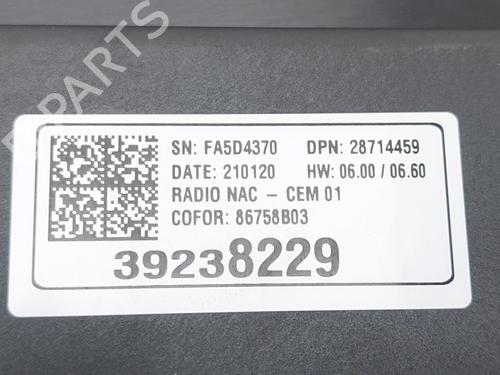 SN: FA5D4370 DPN: 28714459
DATE: 210120 HW: 06.00 / 06.60
RADIO NAC - CEM 01
COFOR: 86758B03
39238229